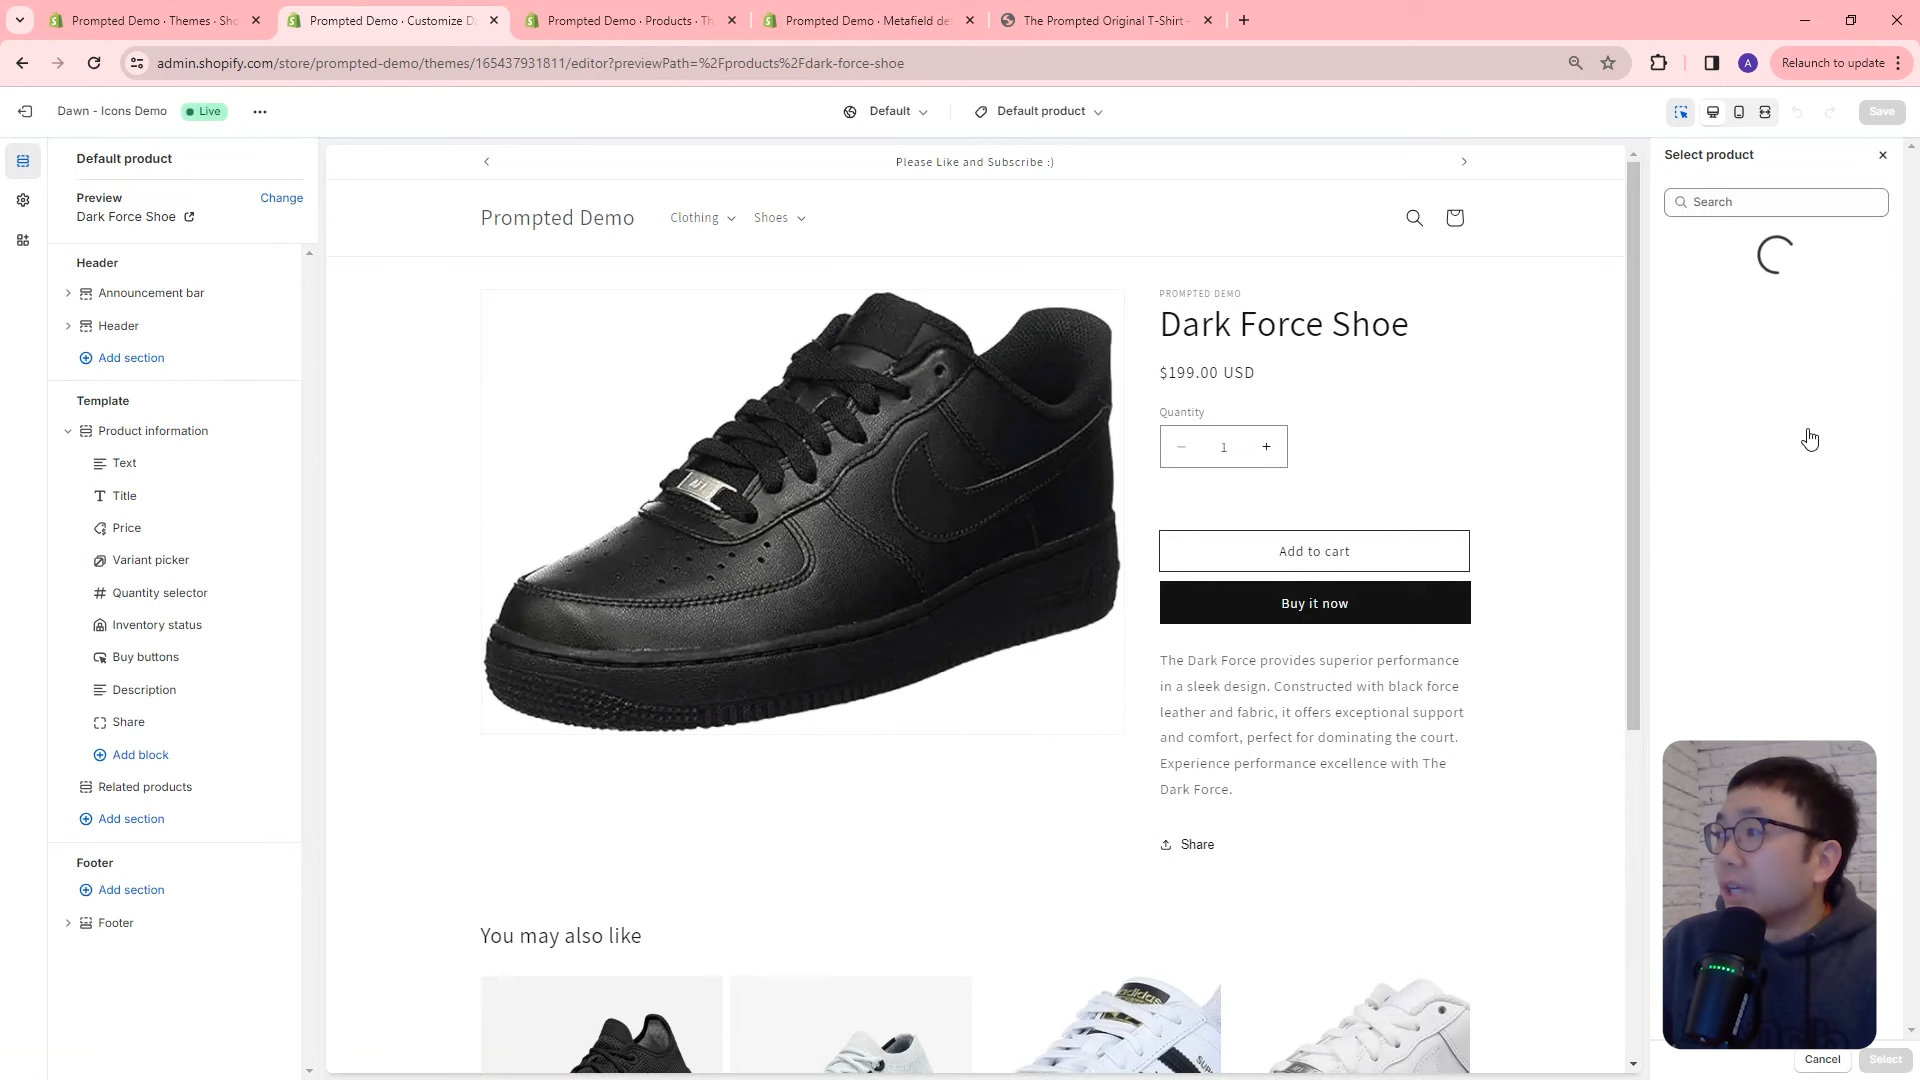 Prompted Demo · Themes · Sho
Prompted Demo · Customize D
Prompted Demo · Products · Th
Prompted Demo · Metafield de
The Prompted Original T-Shirt –
admin.shopify.com/store/prompted-demo/themes/165437931811/editor?previewPath=%2Fproducts%2Fdark-force-shoe
A
Relaunch to update
Dawn - Icons Demo
Live
Default
Default product
Save
Default product
Preview
Change
Dark Force Shoe
Header
Announcement bar
Header
Add section
Template
Product information
Text
Title
Price
Variant picker
Quantity selector
Inventory status
Buy buttons
Description
Share
Add block
Related products
Add section
Footer
Add section
Footer
Please Like and Subscribe :)
Prompted Demo
Clothing
Shoes
PROMPTED DEMO
Dark Force Shoe
$199.00 USD
Quantity
1
Add to cart
Buy it now
The Dark Force provides superior performance
in a sleek design. Constructed with black force
leather and fabric, it offers exceptional support
and comfort, perfect for dominating the court.
Experience performance excellence with The
Dark Force.
Share
You may also like
adidas
Select product
Search
Cancel
Select